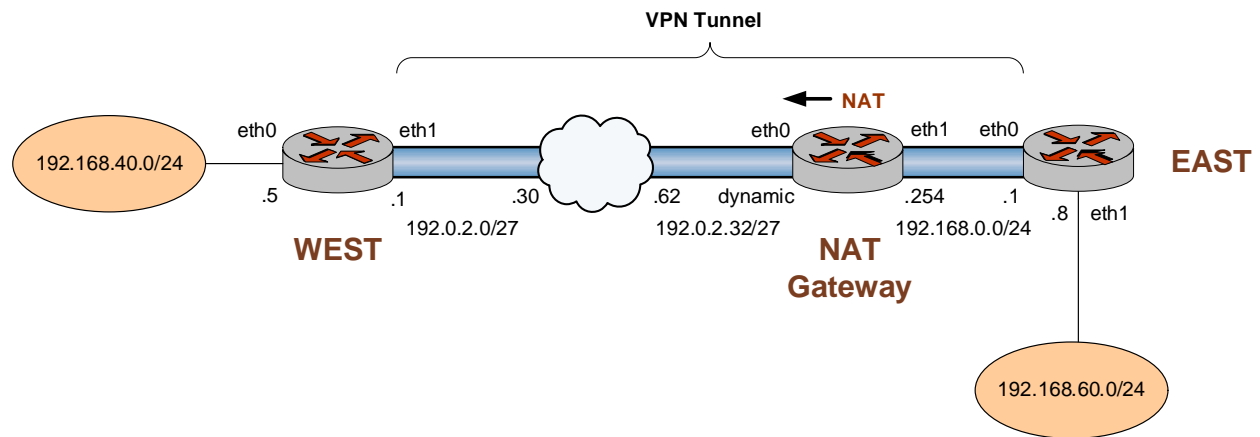 VPN Tunnel
NAT
eth0
eth1
eth0
eth1
eth0
192.168.40.0/24
EAST
.5
.1
.30
.62
dynamic
.254
.1
.8
eth1
192.0.2.0/27
192.0.2.32/27
192.168.0.0/24
WEST
NAT
Gateway
192.168.60.0/24